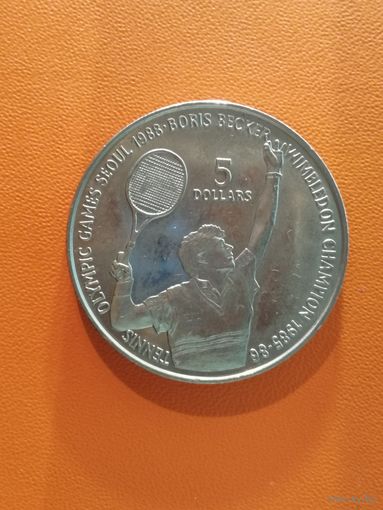 TENNIS OLYMPIC GAMES SEOUL 1988·BORIS BECKER WIMBLEDON CHAMPION 1985-86
5
DOLLARS